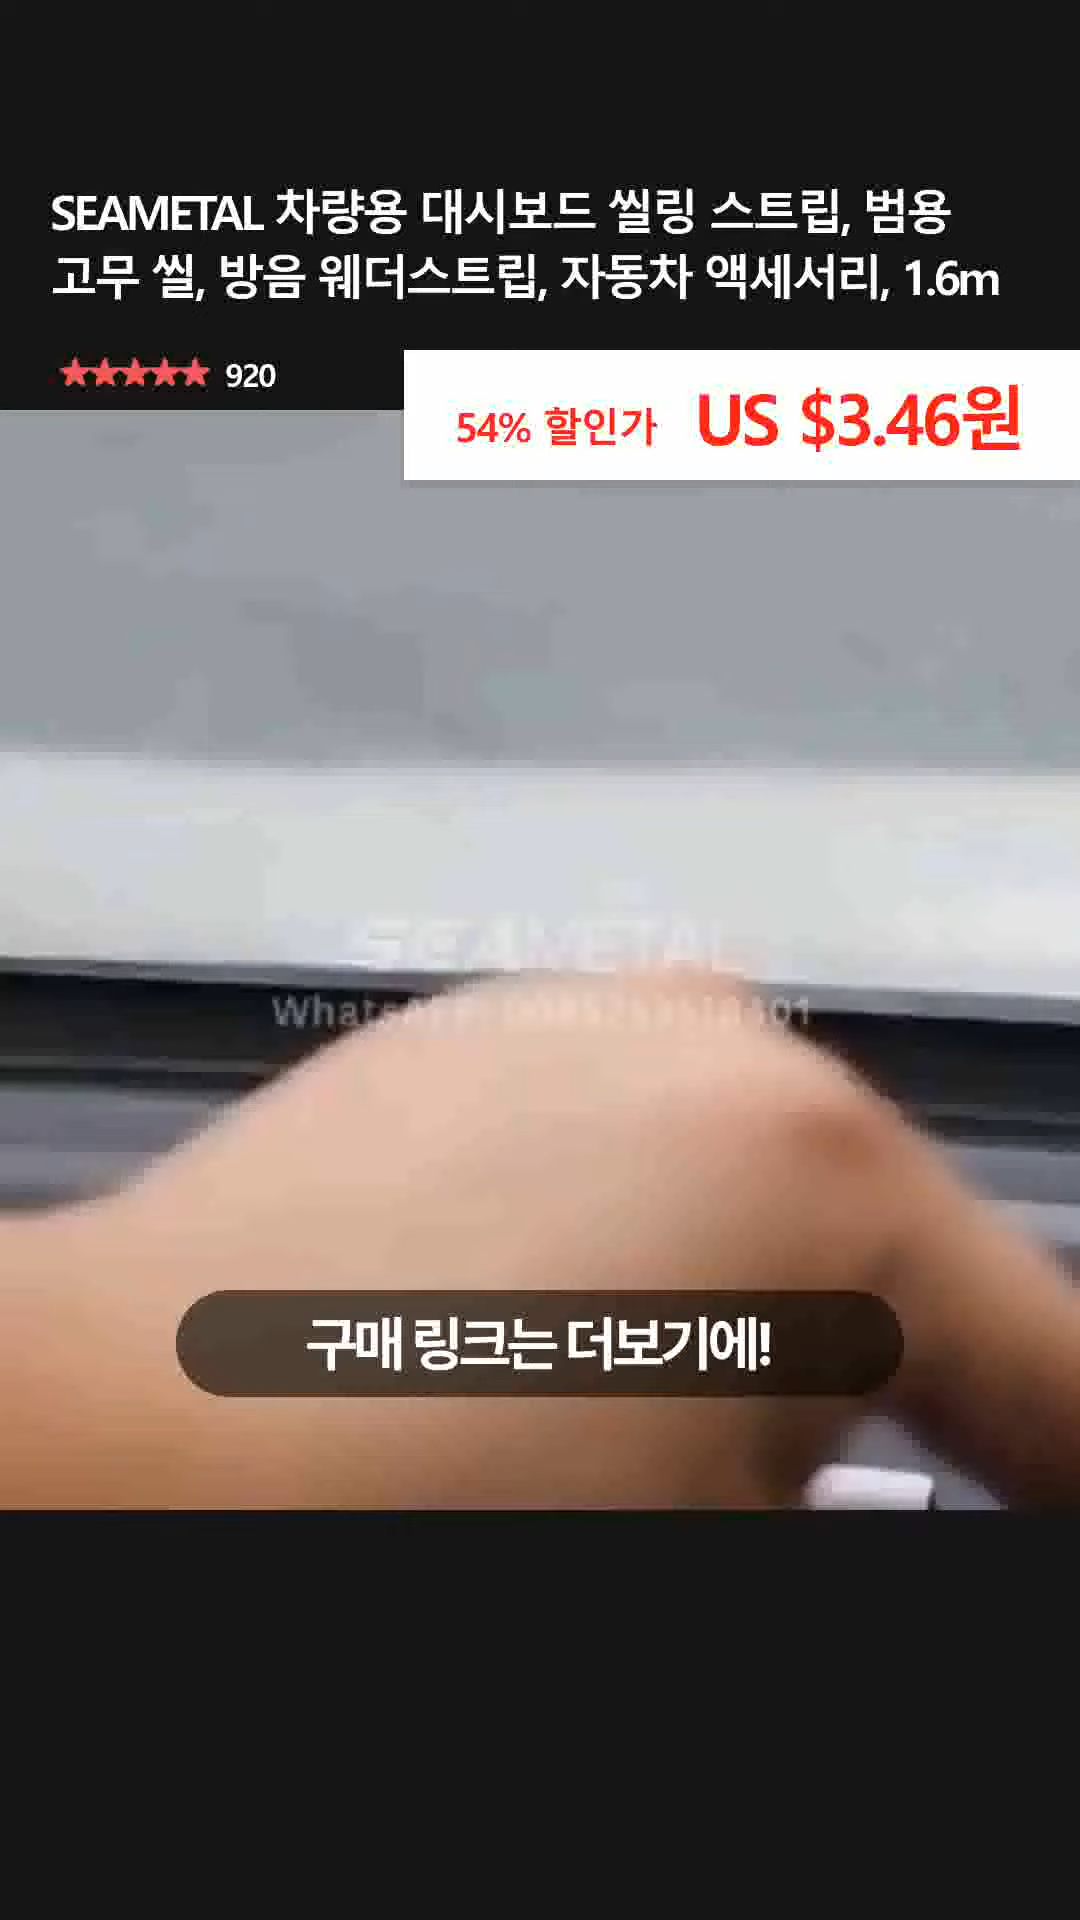 SEAMETAL 차량용 대시보드 씰링 스트립, 범용
고무 씰, 방음 웨더스트립, 자동차 액세서리, 1.6m
920
54% 할인가 US $3.46원
SEAMETAL
구매 링크는 더보기에!